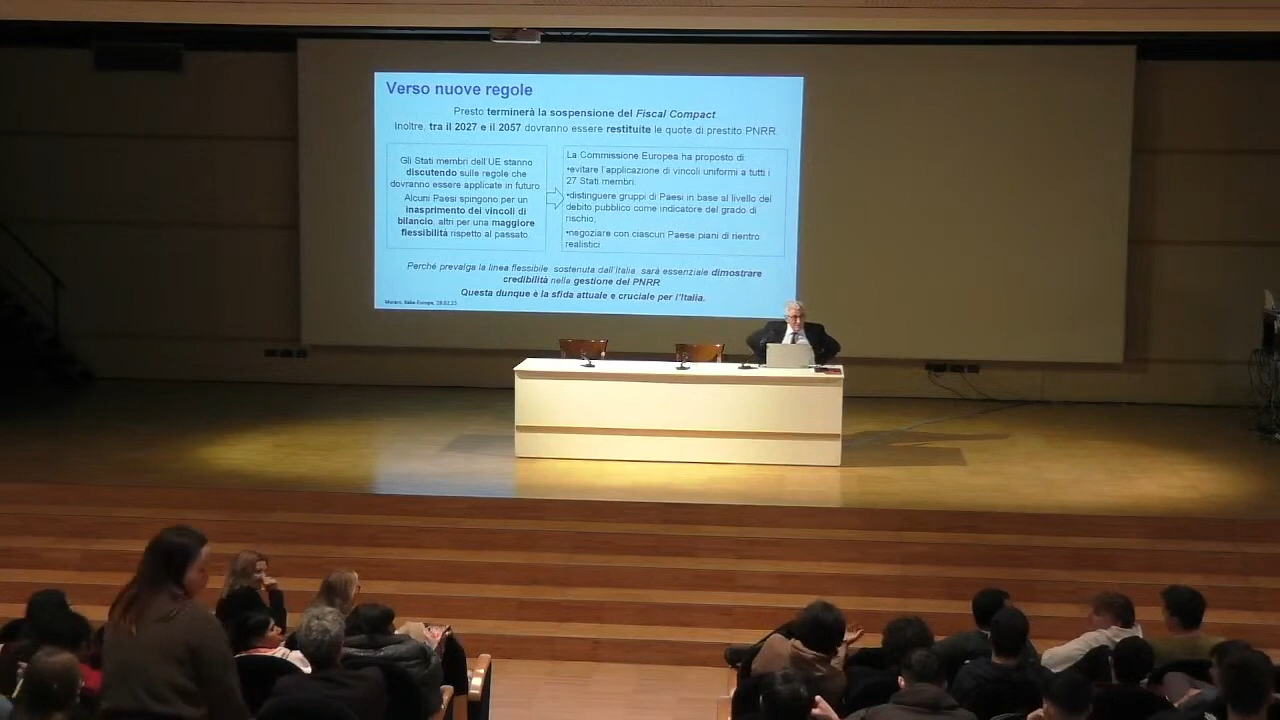 Verso nuove regole
Presto terminerà la sospensione del Fiscal Compact.
Inoltre, tra il 2027 e il 2057 dovranno essere restituite le quote di prestito PNRR.
Gli Stati membri dell'UE stanno
discutendo sulle regole che
dovranno essere applicate in futuro
Alcuni Paesi spingono per un
inasprimento dei vincoli di
bilancio, altri per una maggiore
flessibilità rispetto al passato.
La Commissione Europea ha proposto di:
•evitare l'applicazione di vincoli uniformi a tutti i
27 Stati membri;
•distinguere gruppi di Paesi in base al livello del
debito pubblico come indicatore del grado di
rischio;
•negoziare con ciascun Paese piani di rientro
realistici.
Perché prevalga la linea flessibile sostenuta dall'Italia sarà essenziale dimostrare
credibilità nella gestione del PNRR
Questa dunque è la sfida attuale e cruciale per l'Italia.
Muraro, Italia-Europa, 28.02.23